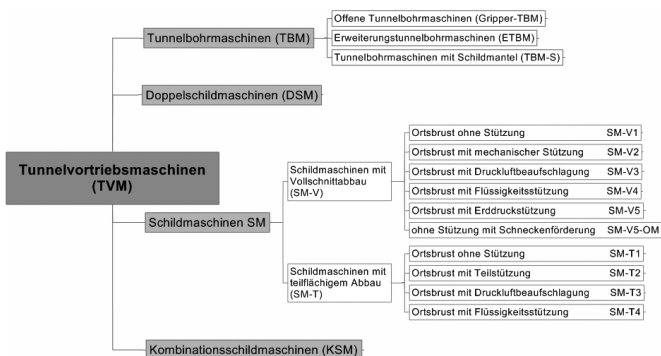 Tunnelvortriebsmaschinen
(TVM)
Tunnelbohrmaschinen (TBM)
Offene Tunnelbohrmaschinen (Gripper-TBM)
Erweiterungstunnelbohrmaschinen (ETBM)
Tunnelbohrmaschinen mit Schildmantel (TBM-S)
Doppelschildmaschinen (DSM)
Schildmaschinen SM
Schildmaschinen mit
Vollschnittabbau
(SM-V)
Ortsbrust ohne Stützung SM-V1
Ortsbrust mit mechanischer Stützung SM-V2
Ortsbrust mit Druckluftbeaufschlagung SM-V3
Ortsbrust mit Flüssigkeitsstützung SM-V4
Ortsbrust mit Erddruckstützung SM-V5
ohne Stützung mit Schneckenförderung SM-V5-OM
Schildmaschinen mit
teilflächigem Abbau
(SM-T)
Ortsbrust ohne Stützung SM-T1
Ortsbrust mit Teilstützung SM-T2
Ortsbrust mit Druckluftbeaufschlagung SM-T3
Ortsbrust mit Flüssigkeitsstützung SM-T4
Kombinationsschildmaschinen (KSM)